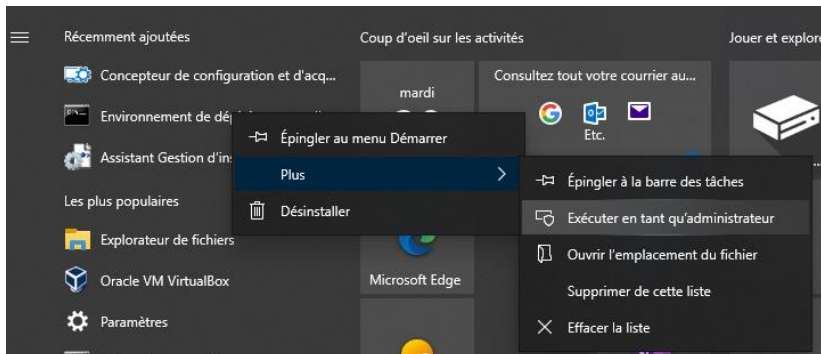 Récemment ajoutées
Concepteur de configuration et d'acq...
Environnement de dé
Assistant Gestion d'ins
Les plus populaires
Explorateur de fichiers
Oracle VM VirtualBox
Paramètres
Coup d'oeil sur les activités
mardi
Consultez tout votre courrier au...
Etc.
Microsoft Edge
Jouer et explore
Épingler au menu Démarrer
Plus
Désinstaller
Épingler à la barre des tâches
Exécuter en tant qu'administrateur
Ouvrir l'emplacement du fichier
Supprimer de cette liste
Effacer la liste